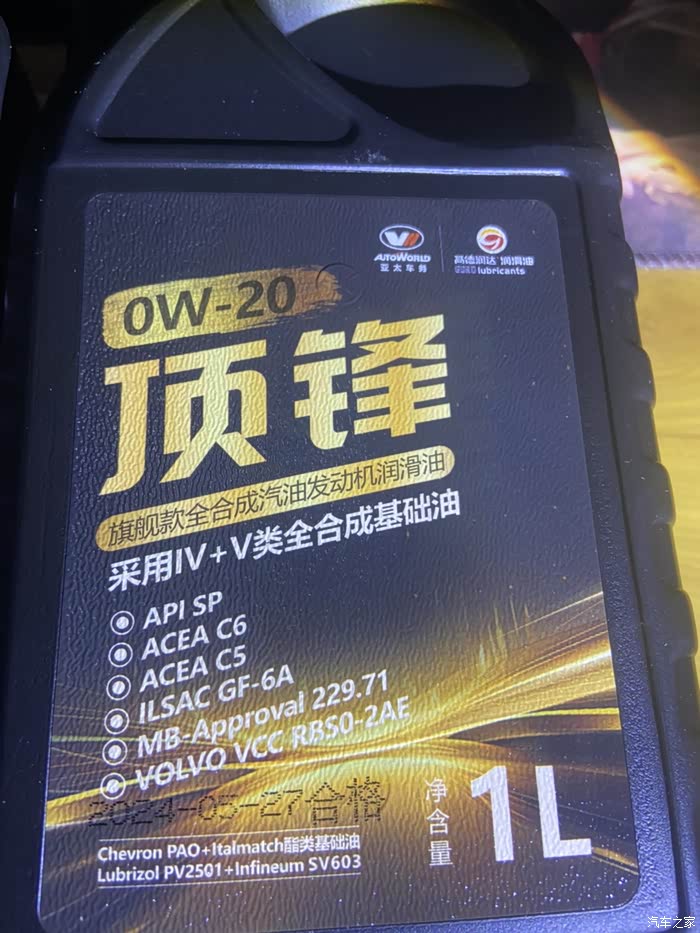 AUTOWORLD
亚太车务
高德润达 润滑油
lubricants
0W-20
顶锋
旗舰款全合成汽油发动机润滑油
采用IV+V类全合成基础油
API SP
ACEA C6
ACEA C5
ILSAC GF-6A
MB-Approval 229.71
VOLVO VCC RBS0-2AE
2024-05-27合格
净含量
1L
Chevron PAO+Italmatch酯类基础油
Lubrizol PV2501+Infineum SV603
汽车之家